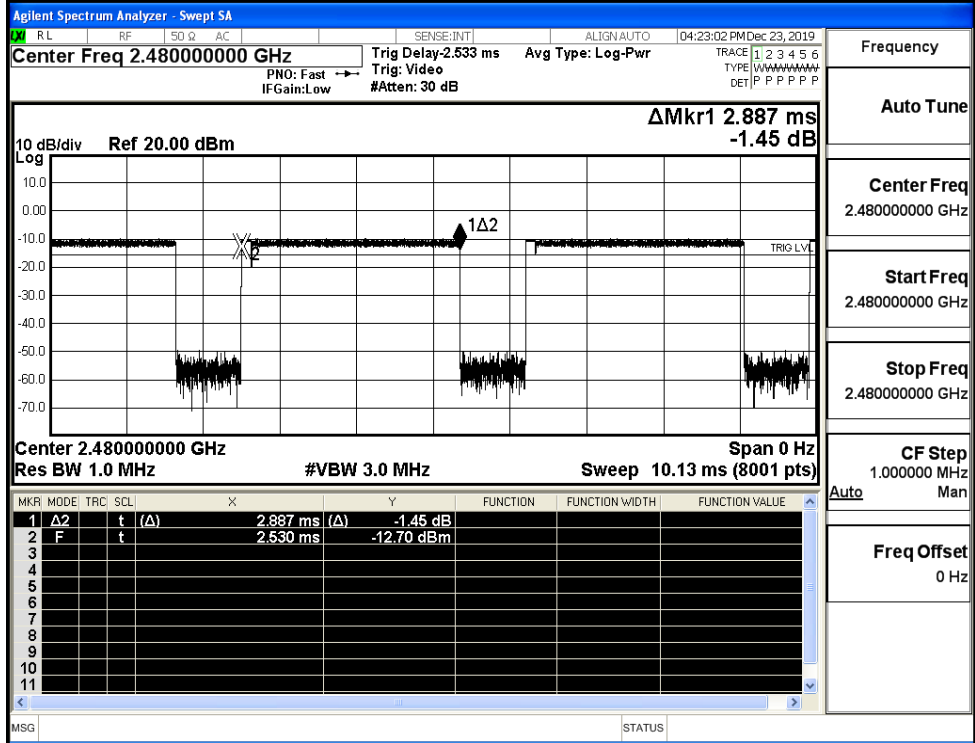 Agilent Spectrum Analyzer - Swept SA
LXI RL RF 50 Ω AC SENSE:INT ALIGNAUTO 04:23:02 PM Dec 23, 2019
Center Freq 2.480000000 GHz
PNO: Fast
IFGain:Low
Trig Delay-2.533 ms
Trig: Video
#Atten: 30 dB
Avg Type: Log-Pwr
TRACE 1 2 3 4 5 6
TYPE WWWWWW
DET P P P P P P
Frequency
Auto Tune
Center Freq
2.480000000 GHz
Start Freq
2.480000000 GHz
Stop Freq
2.480000000 GHz
CF Step
1.000000 MHz
Auto Man
Freq Offset
0 Hz
ΔMkr1 2.887 ms
-1.45 dB
10 dB/div Ref 20.00 dBm
Log
10.0
0.00
-10.0
-20.0
-30.0
-40.0
-50.0
-60.0
-70.0
1Δ2
2
TRIG LVL
Center 2.480000000 GHz Span 0 Hz
Res BW 1.0 MHz #VBW 3.0 MHz Sweep 10.13 ms (8001 pts)
MKR MODE TRC SCL X Y FUNCTION FUNCTION WIDTH FUNCTION VALUE
1 Δ2 t (Δ) 2.887 ms (Δ) -1.45 dB
2 F t 2.530 ms -12.70 dBm
3
4
5
6
7
8
9
10
11
MSG STATUS